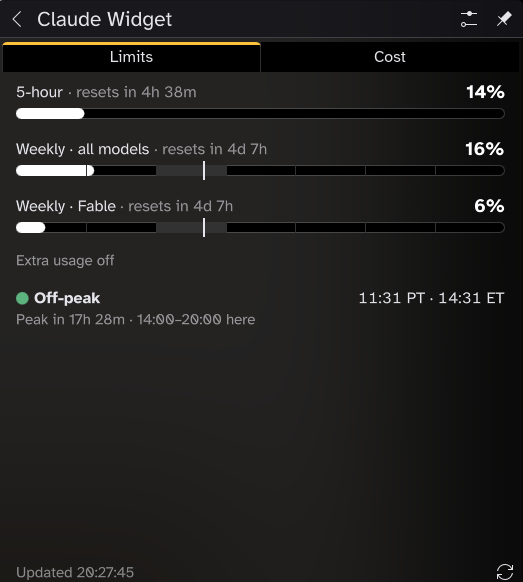 Claude Widget
Limits
Cost
5-hour · resets in 4h 38m
14%
Weekly · all models · resets in 4d 7h
16%
Weekly · Fable · resets in 4d 7h
6%
Extra usage off
Off-peak
11:31 PT · 14:31 ET
Peak in 17h 28m · 14:00–20:00 here
Updated 20:27:45